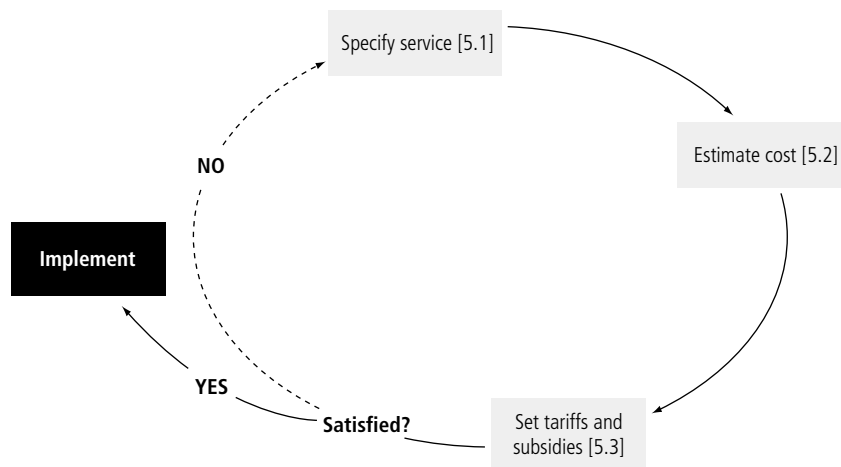 Specify service [5.1]
Estimate cost [5.2]
NO
Implement
YES
Satisfied?
Set tariffs and
subsidies [5.3]